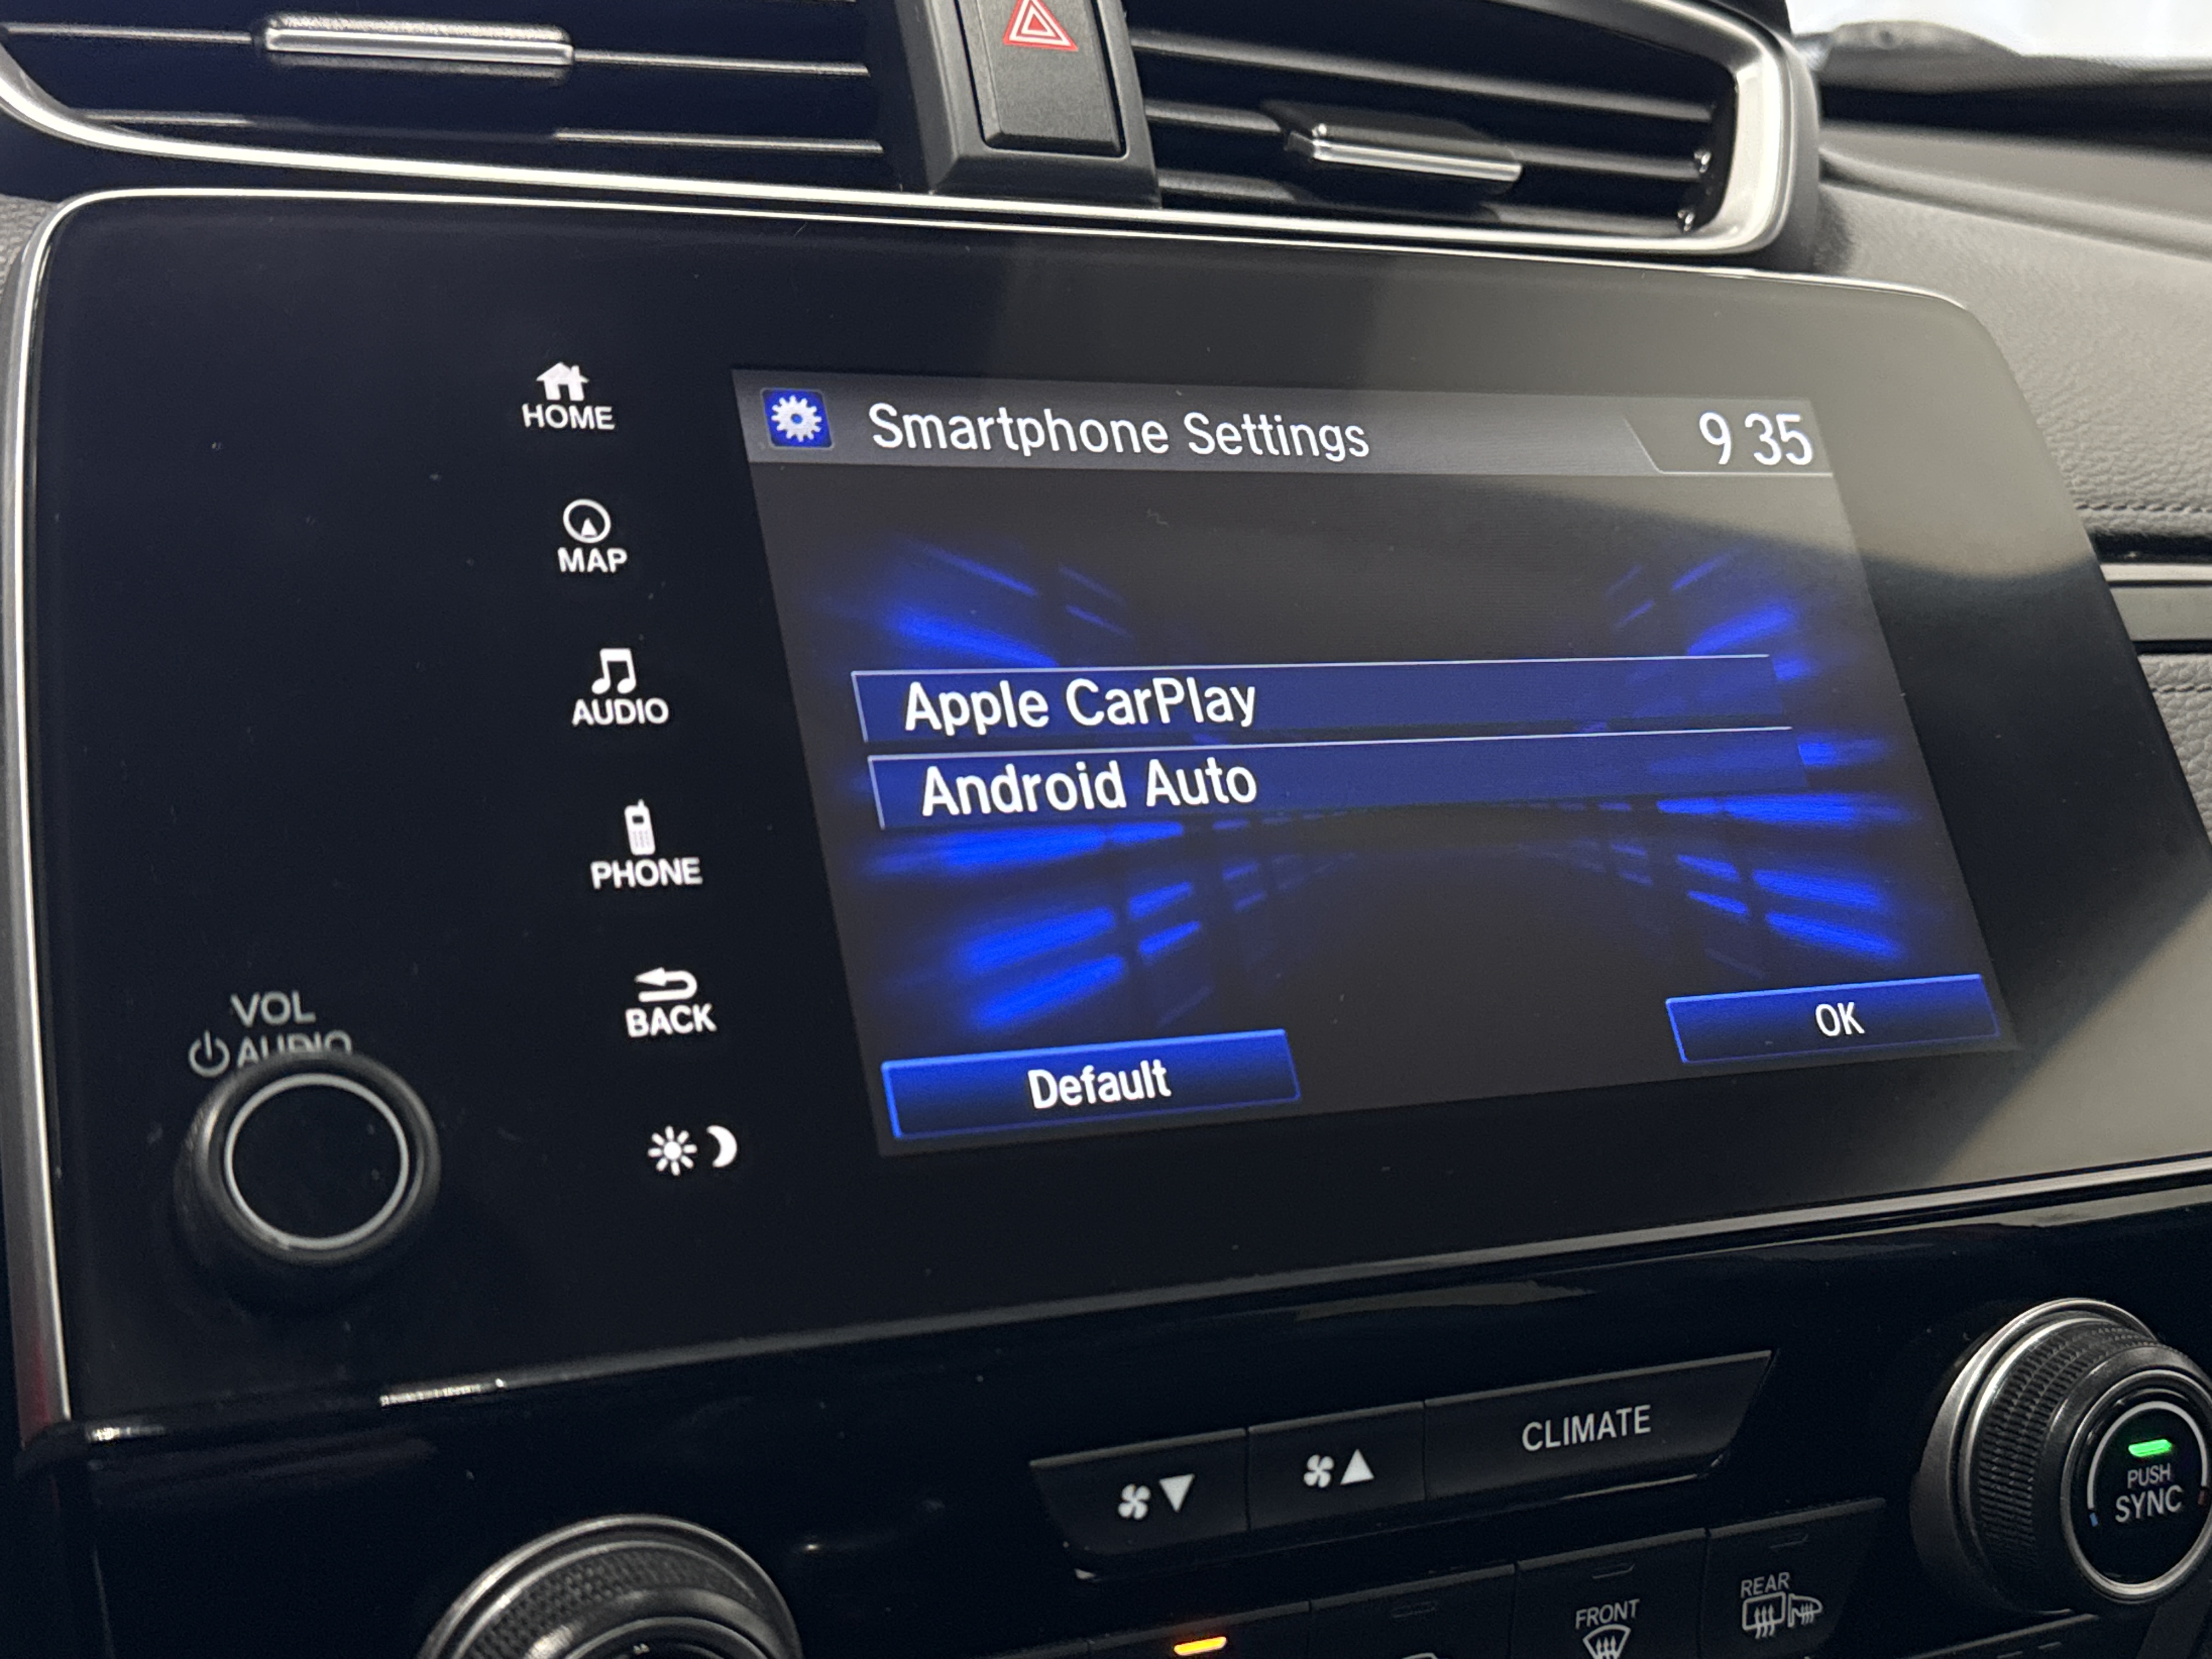 Smartphone Settings
9 35
HOME
MAP
AUDIO
PHONE
BACK
Apple CarPlay
Android Auto
Default
OK
VOL
AUDIO
CLIMATE
PUSH
SYNC
FRONT
REAR